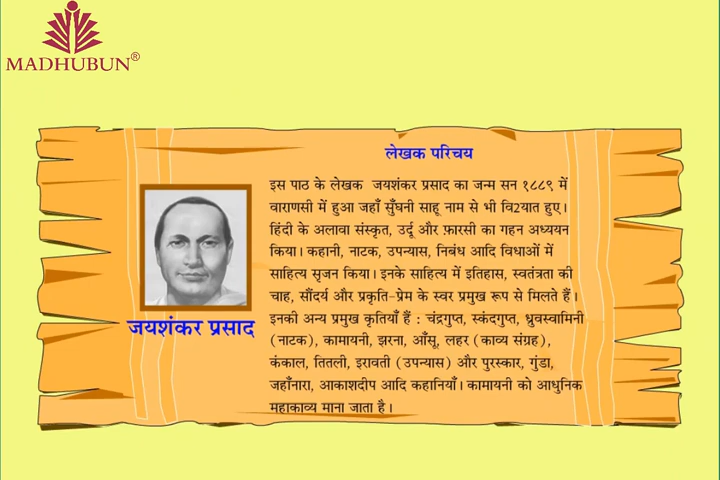 MADHUBUN®
लेखक परिचय
इस पाठ के लेखक जयशंकर प्रसाद का जन्म सन १८८९ में
वाराणसी में हुआ जहाँ सुँघनी साहू नाम से भी वि2यात हुए।
हिंदी के अलावा संस्कृत, उर्दू और फ़ारसी का गहन अध्ययन
किया। कहानी, नाटक, उपन्यास, निबंध आदि विधाओं में
साहित्य सृजन किया। इनके साहित्य में इतिहास, स्वतंत्रता की
चाह, सौंदर्य और प्रकृति-प्रेम के स्वर प्रमुख रूप से मिलते हैं।
इनकी अन्य प्रमुख कृतियाँ हैं : चंद्रगुप्त, स्कंदगुप्त, ध्रुवस्वामिनी
(नाटक), कामायनी, झरना, आँसू, लहर (काव्य संग्रह),
कंकाल, तितली, इरावती (उपन्यास) और पुरस्कार, गुंडा,
जहाँनारा, आकाशदीप आदि कहानियाँ। कामायनी को आधुनिक
महाकाव्य माना जाता है।
जयशंकर प्रसाद